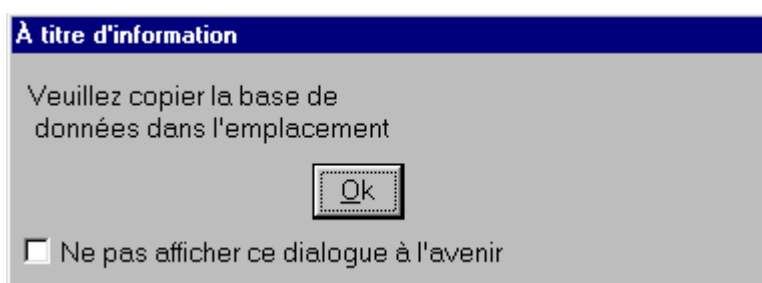 À titre d'information
Veuillez copier la base de
données dans l'emplacement
Ok
Ne pas afficher ce dialogue à l'avenir